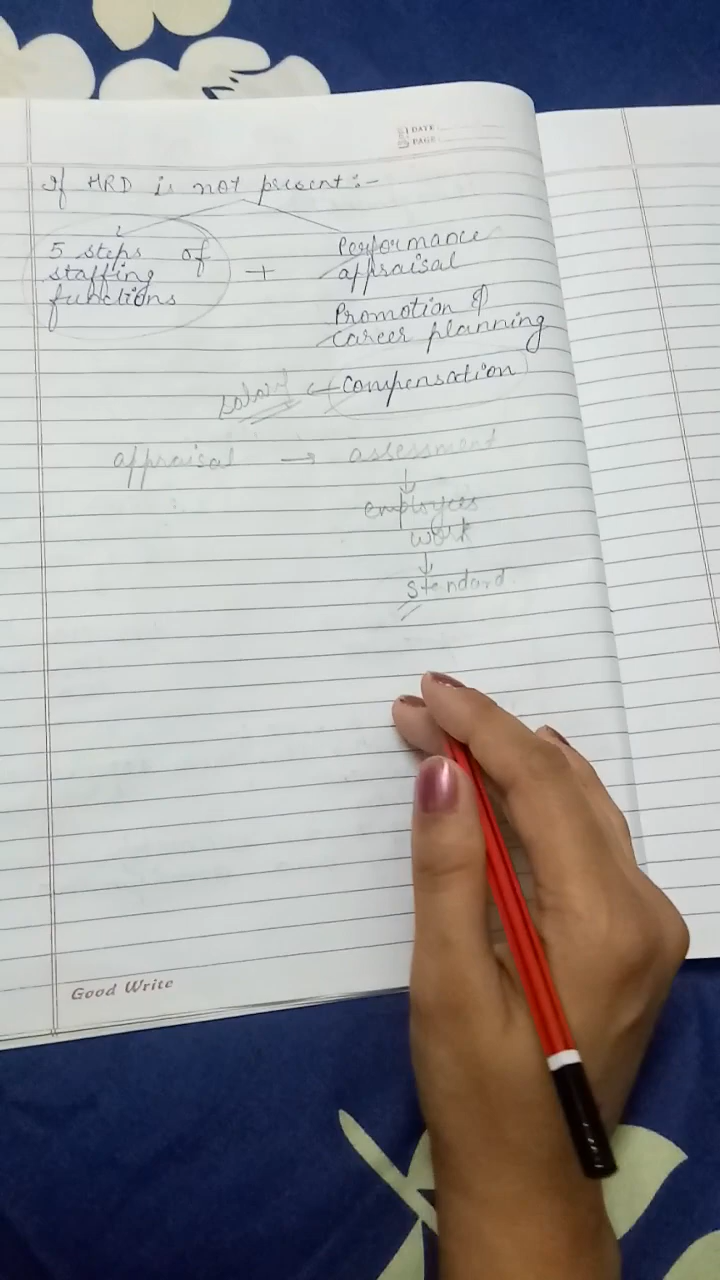 DATE:
PAGE:
If HRD is not present:-
5 steps of
staffing
functions
+
Performance
appraisal
Promotion &
career planning
salary ← compensation
appraisal → assessment
↓
employees
work
↓
standard
Good Write